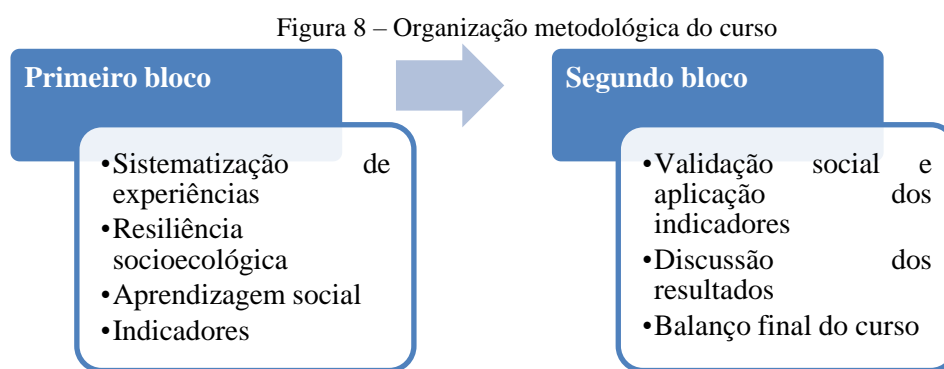 Figura 8 – Organização metodológica do curso
Primeiro bloco
•Sistematização de
experiências
•Resiliência
socioecológica
•Aprendizagem social
•Indicadores
Segundo bloco
•Validação social e
aplicação dos
indicadores
•Discussão dos
resultados
•Balanço final do curso